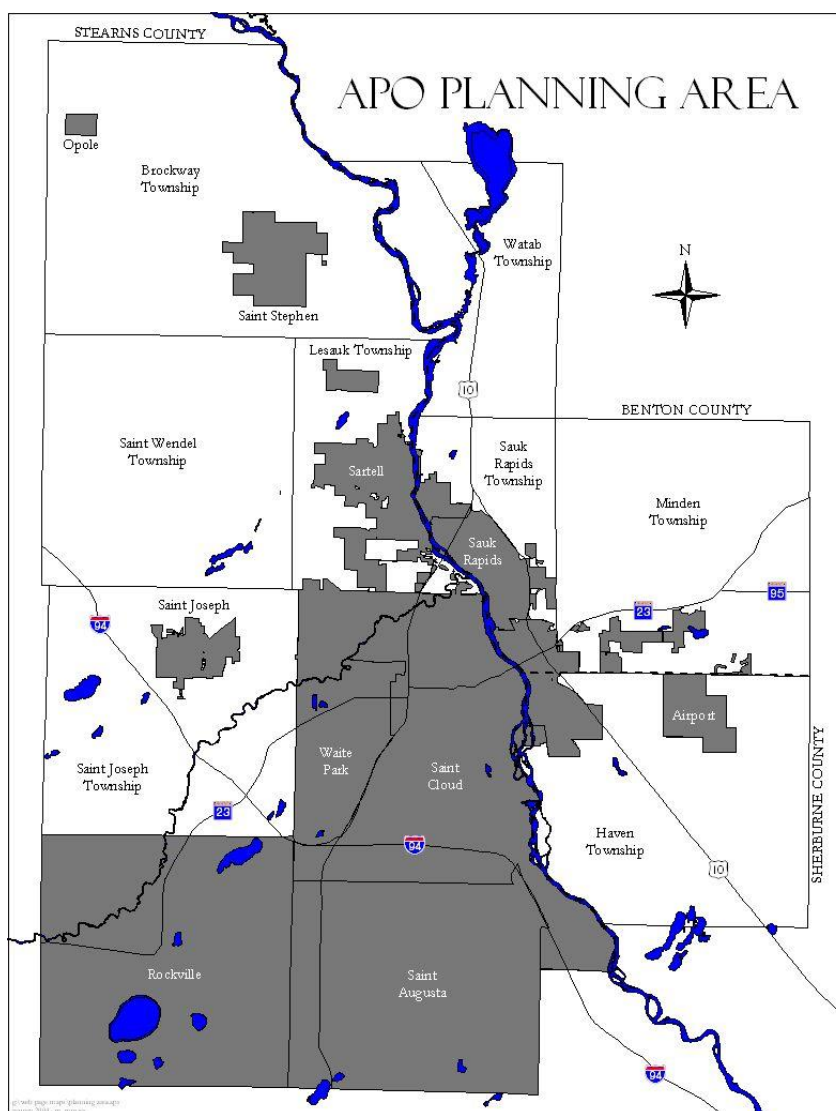 STEARNS COUNTY
APO PLANNING AREA
Opole
Brockway
Township
Watab
Township
N
Saint Stephen
Lesauk Township
10
BENTON COUNTY
Saint Wendel
Township
Sartell
Sauk
Rapids
Township
Minden
Township
Sauk
Rapids
95
23
Saint Joseph
94
Airport
Waite
Park
Saint
Cloud
Saint Joseph
Township
23
94
Haven
Township
SHERBURNE COUNTY
10
Rockville
Saint
Augusta
94